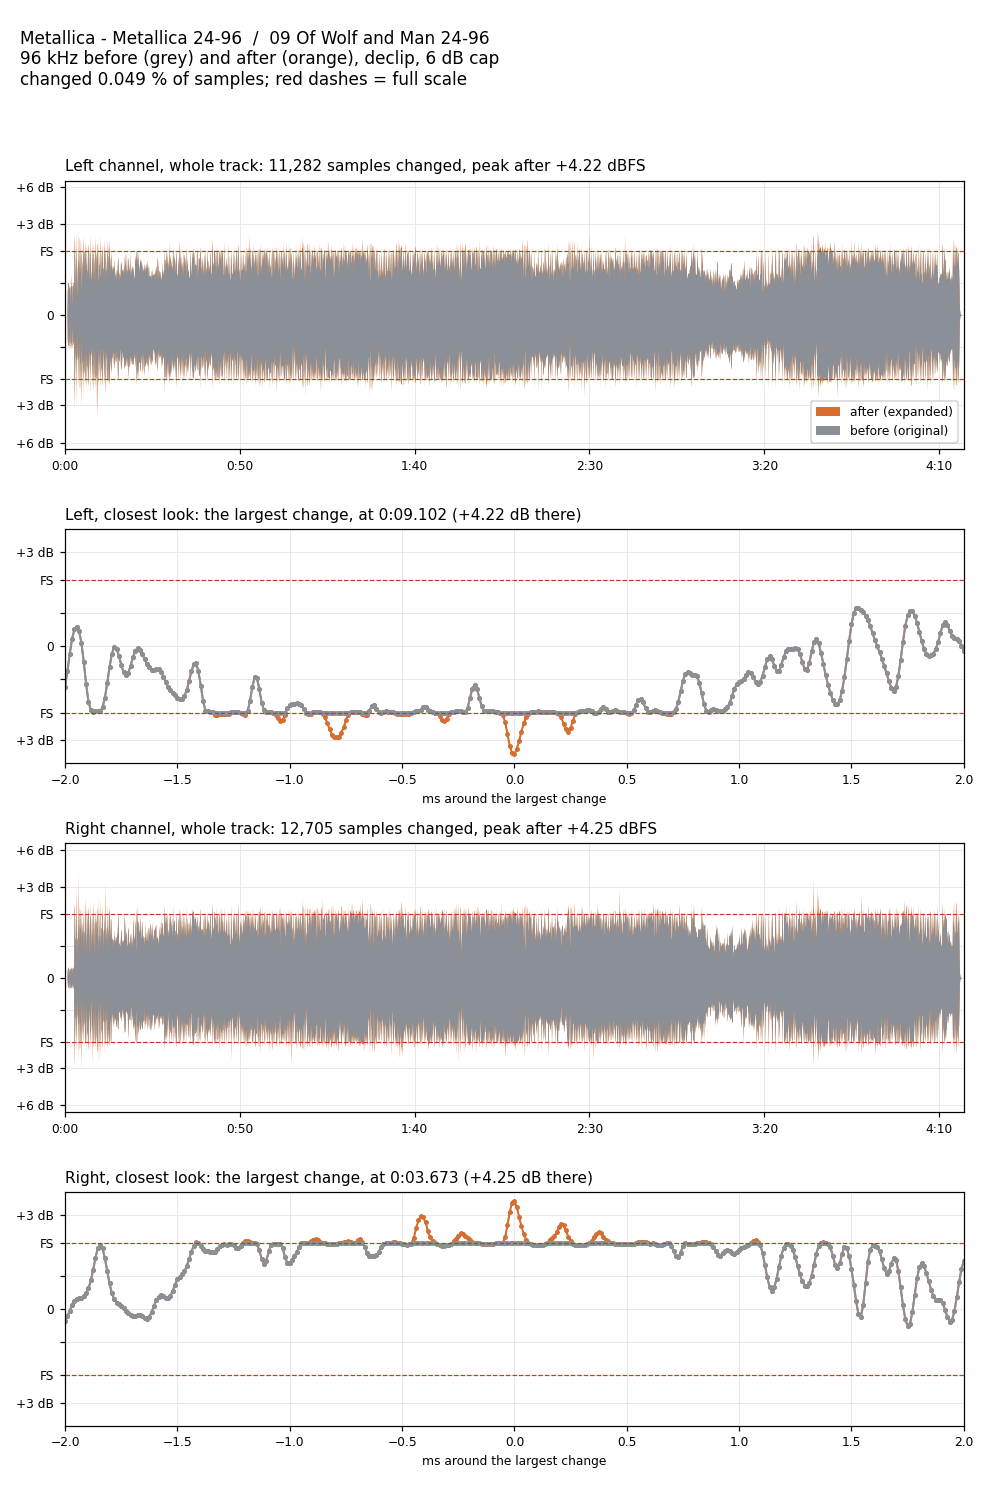 Metallica - Metallica 24-96  /  09 Of Wolf and Man 24-96
96 kHz before (grey) and after (orange), declip, 6 dB cap
changed 0.049 % of samples; red dashes = full scale
Left channel, whole track: 11,282 samples changed, peak after +4.22 dBFS
+6 dB
+3 dB
FS
0
FS
+3 dB
+6 dB
after (expanded)
before (original)
0:00 0:50 1:40 2:30 3:20 4:10
Left, closest look: the largest change, at 0:09.102 (+4.22 dB there)
+3 dB
FS
0
FS
+3 dB
−2.0 −1.5 −1.0 −0.5 0.0 0.5 1.0 1.5 2.0
ms around the largest change
Right channel, whole track: 12,705 samples changed, peak after +4.25 dBFS
+6 dB
+3 dB
FS
0
FS
+3 dB
+6 dB
0:00 0:50 1:40 2:30 3:20 4:10
Right, closest look: the largest change, at 0:03.673 (+4.25 dB there)
+3 dB
FS
0
FS
+3 dB
−2.0 −1.5 −1.0 −0.5 0.0 0.5 1.0 1.5 2.0
ms around the largest change